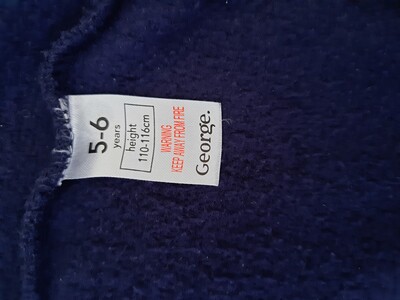 5-6
years
height
110-116cm
WARNING
KEEP AWAY FROM FIRE
George.